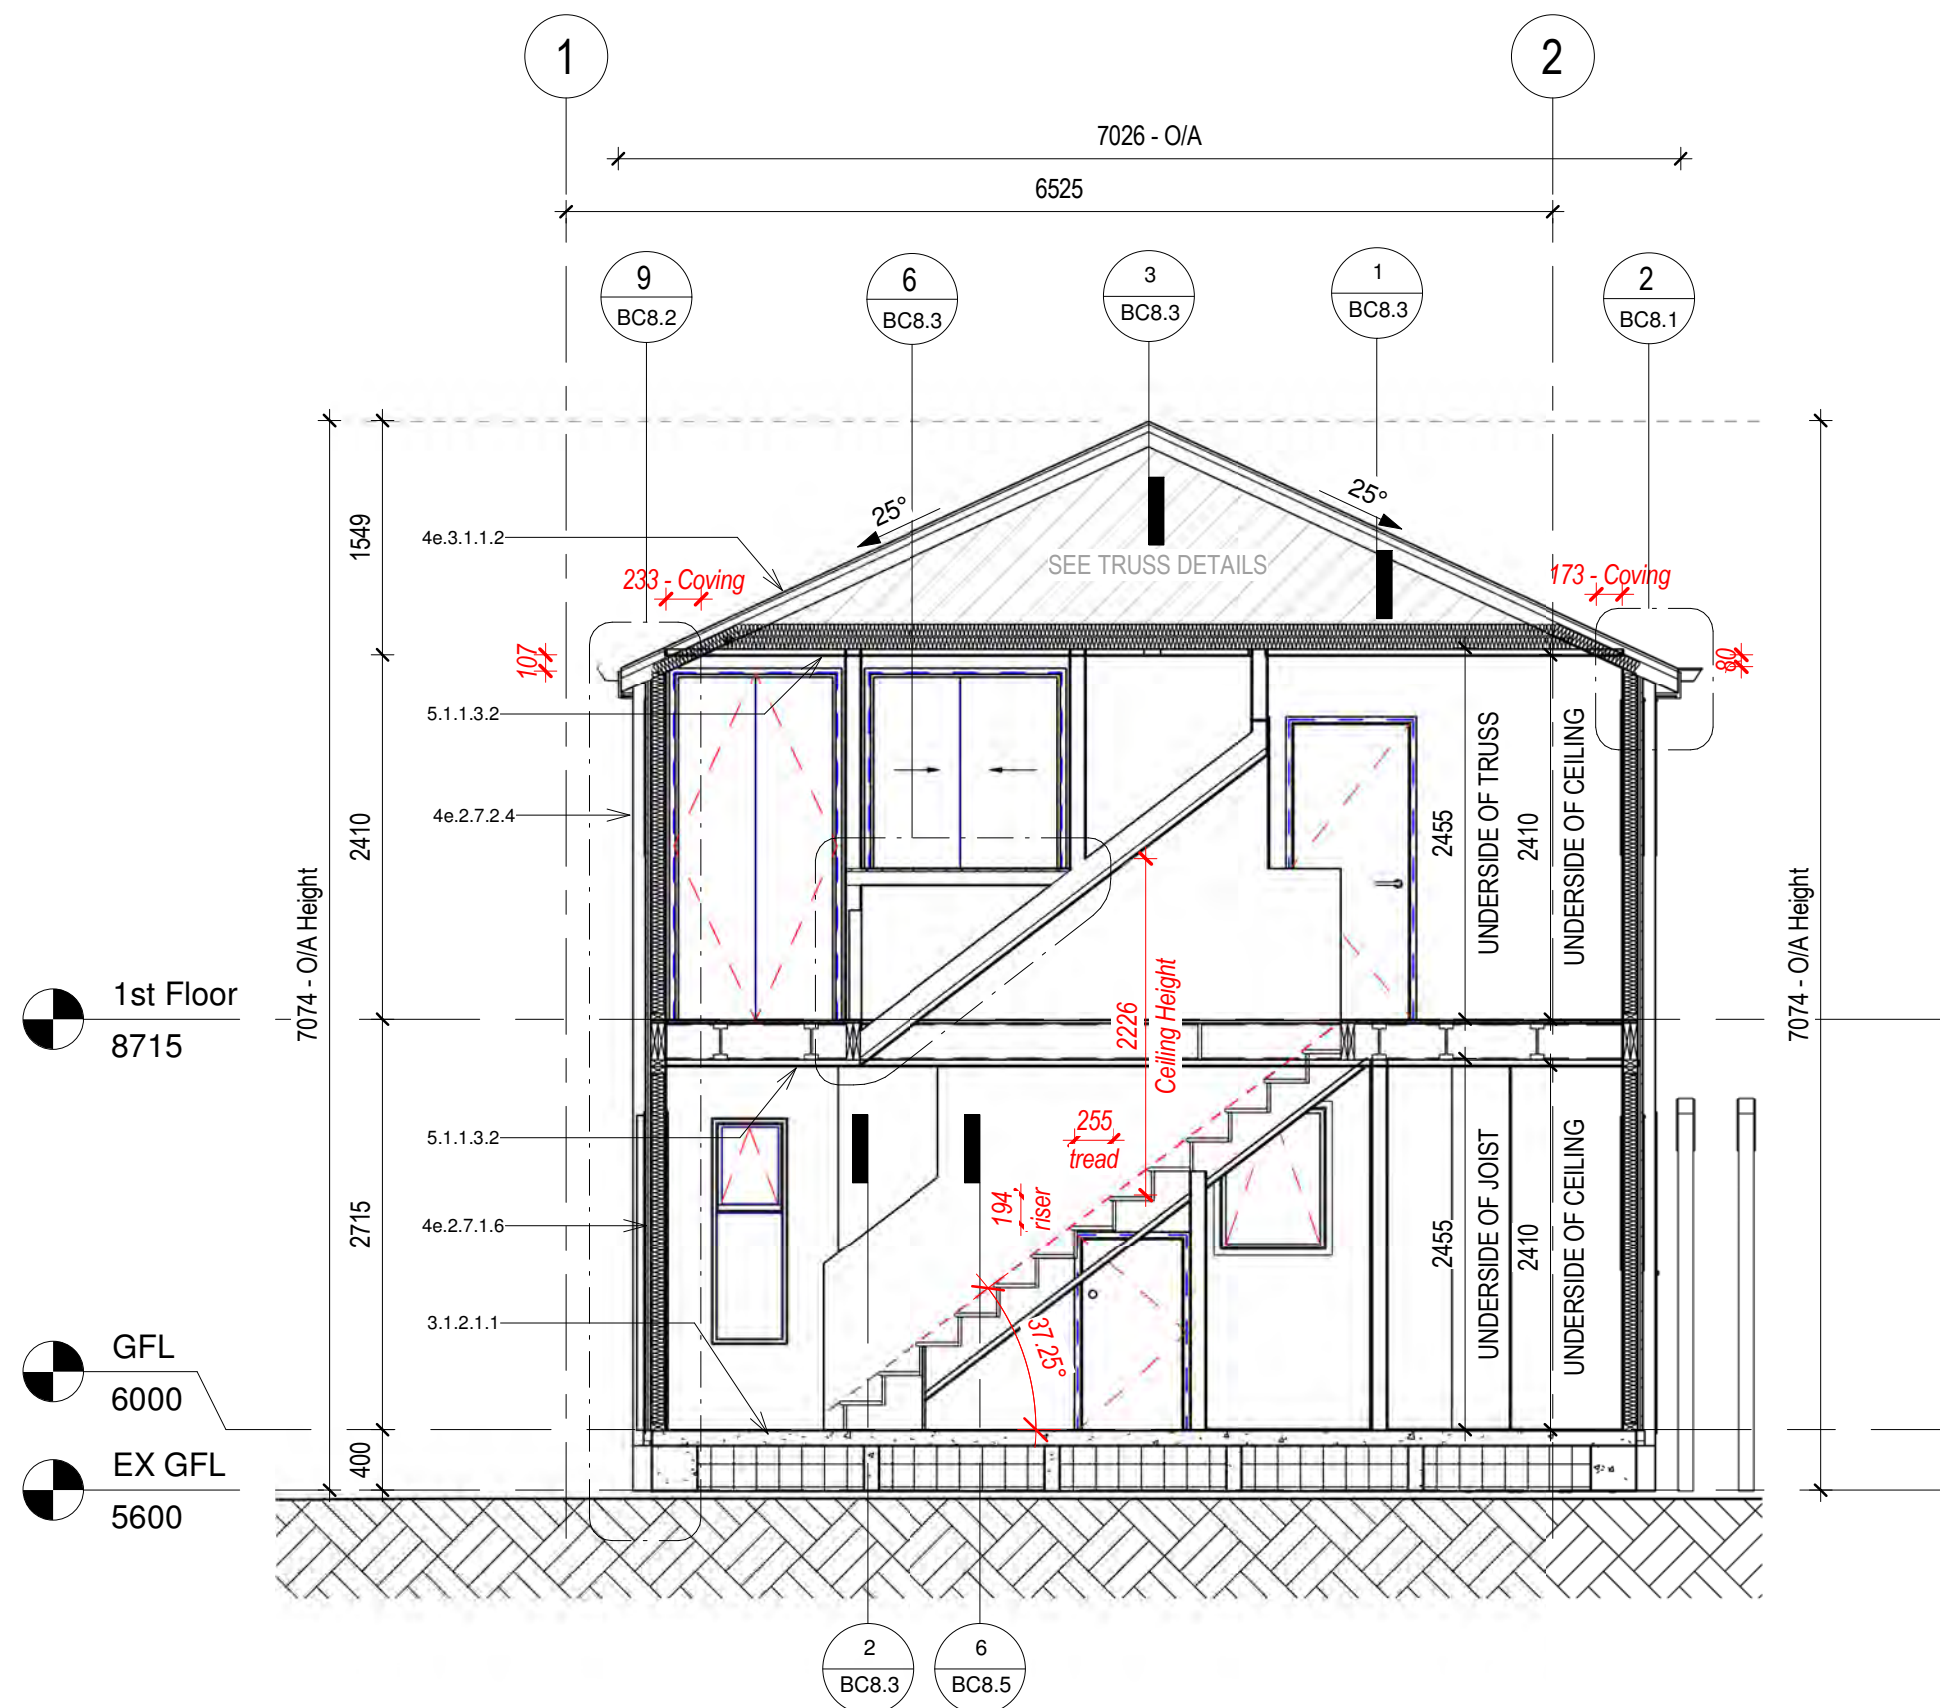 1
2
7026 - O/A
6525
9
BC8.2
6
BC8.3
3
BC8.3
1
BC8.3
2
BC8.1
25°
25°
1549
4e.3.1.1.2
SEE TRUSS DETAILS
233 - Coving
173 - Coving
107
80
5.1.1.3.2
4e.2.7.2.4
2410
7074 - O/A Height
2455
UNDERSIDE OF TRUSS
2410
UNDERSIDE OF CEILING
7074 - O/A Height
1st Floor
8715
2226
Ceiling Height
5.1.1.3.2
255
tread
194
riser
4e.2.7.1.6
2715
2455
UNDERSIDE OF JOIST
2410
UNDERSIDE OF CEILING
3.1.2.1.1
37.25°
GFL
6000
400
EX GFL
5600
2
BC8.3
6
BC8.5